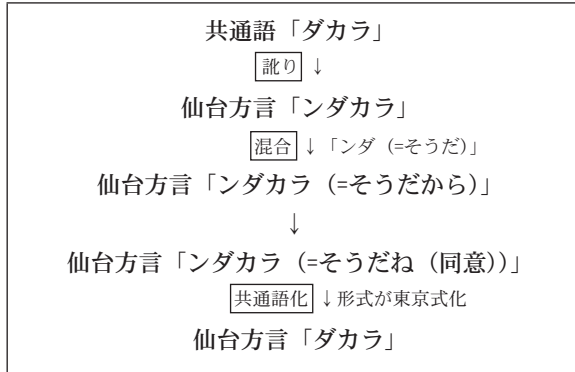 共通語「ダカラ」
訛り ↓
仙台方言「ンダカラ」
混合 ↓「ンダ（=そうだ）」
仙台方言「ンダカラ（=そうだから）」
↓
仙台方言「ンダカラ（=そうだね（同意））」
共通語化 ↓形式が東京式化
仙台方言「ダカラ」